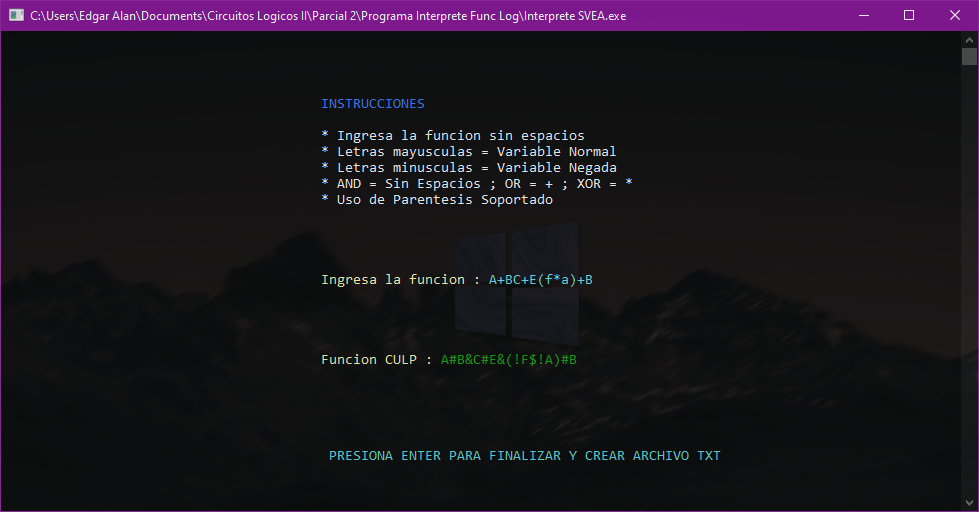 C:\Users\Edgar Alan\Documents\Circuitos Logicos II\Parcial 2\Programa Interprete Func Log\Interprete SVEA.exe
INSTRUCCIONES
* Ingresa la funcion sin espacios
* Letras mayusculas = Variable Normal
* Letras minusculas = Variable Negada
* AND = Sin Espacios ; OR = + ; XOR = *
* Uso de Parentesis Soportado
Ingresa la funcion : A+BC+E(f*a)+B
Funcion CULP : A#B&C#E&(!F$!A)#B
PRESIONA ENTER PARA FINALIZAR Y CREAR ARCHIVO TXT